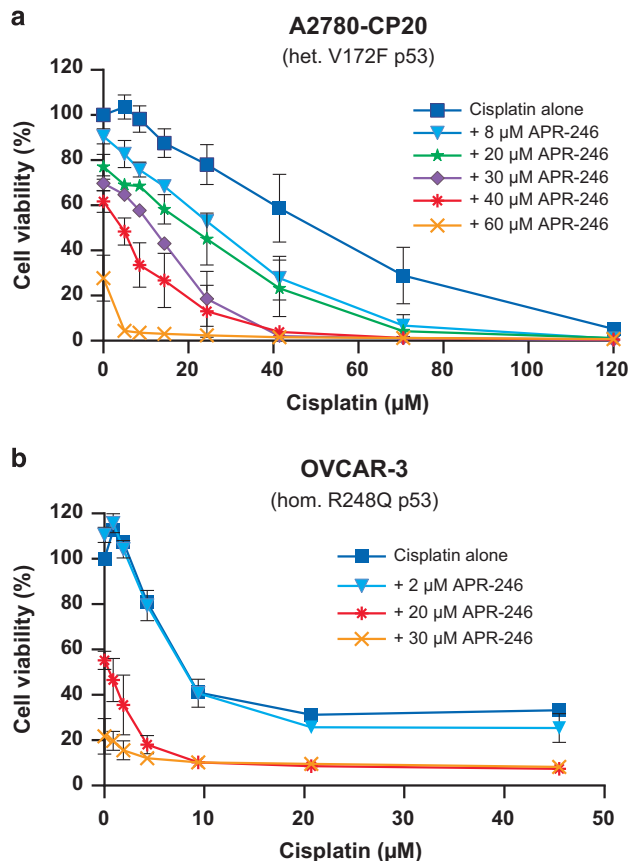 a
A2780-CP20
(het. V172F p53)
120
100
80
60
40
20
0
Cell viability (%)
Cisplatin alone
+ 8 µM APR-246
+ 20 µM APR-246
+ 30 µM APR-246
+ 40 µM APR-246
+ 60 µM APR-246
0 20 40 60 80 100 120
Cisplatin (µM)
b
OVCAR-3
(hom. R248Q p53)
120
100
80
60
40
20
0
Cell viability (%)
Cisplatin alone
+ 2 µM APR-246
+ 20 µM APR-246
+ 30 µM APR-246
0 10 20 30 40 50
Cisplatin (µM)